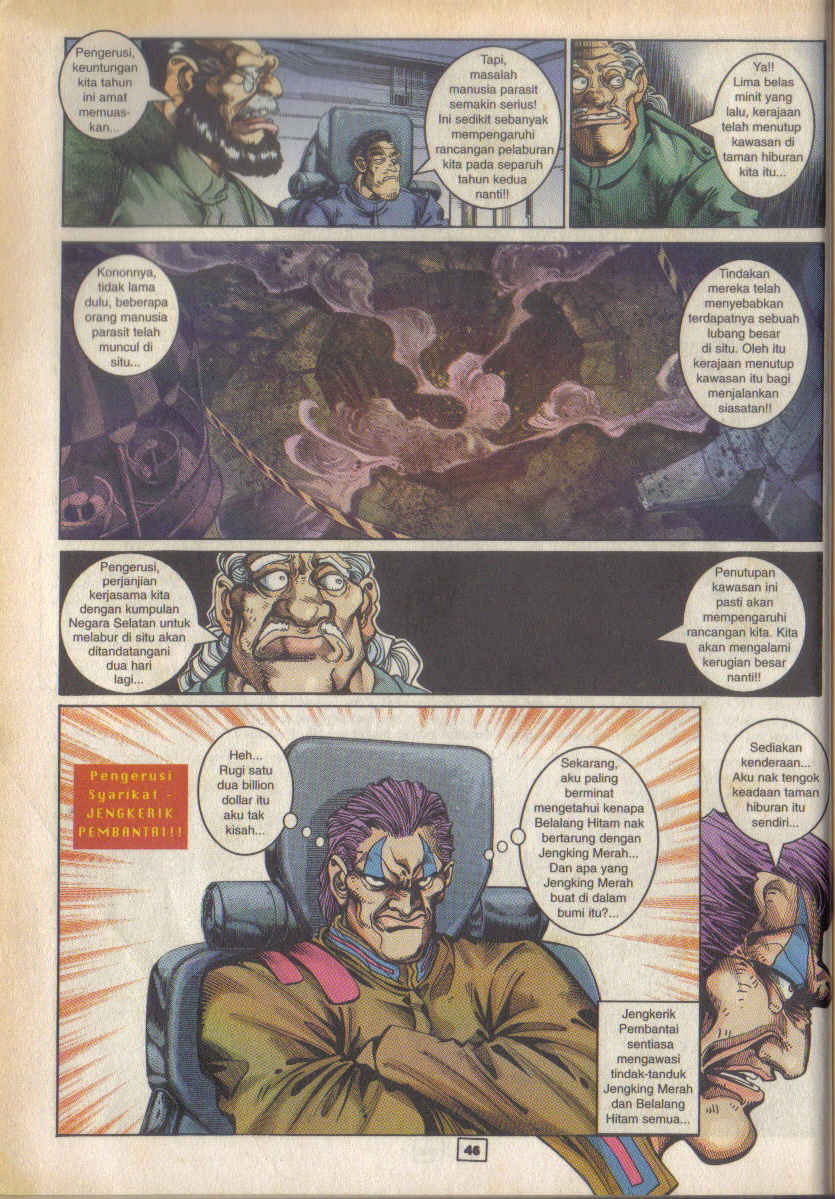 Pengerusi,
keuntungan
kita tahun
ini amat
memuas-
kan...
Tapi,
masalah
manusia parasit
semakin serius!
Ini sedikit sebanyak
mempengaruhi
rancangan pelaburan
kita pada separuh
tahun kedua
nanti!!
Ya!!
Lima belas
minit yang
lalu, kerajaan
telah menutup
kawasan di
taman hiburan
kita itu...
Kononnya,
tidak lama
dulu, beberapa
orang manusia
parasit telah
muncul di
situ...
Tindakan
mereka telah
menyebabkan
terdapatnya sebuah
lubang besar
di situ. Oleh itu
kerajaan menutup
kawasan itu bagi
menjalankan
siasatan!!
Pengerusi,
perjanjian
kerjasama kita
dengan kumpulan
Negara Selatan untuk
melabur di situ akan
ditandatangani
dua hari
lagi...
Penutupan
kawasan ini
pasti akan
mempengaruhi
rancangan kita. Kita
akan mengalami
kerugian besar
nanti!!
Pengerusi
Syarikat -
JENGKERIK
PEMBANTAI!!
Heh...
Rugi satu
dua billion
dollar itu
aku tak
kisah...
Sekarang,
aku paling
berminat
mengetahui kenapa
Belalang Hitam nak
bertarung dengan
Jengking Merah...
Dan apa yang
Jengking Merah
buat di dalam
bumi itu?...
Sediakan
kenderaan...
Aku nak tengok
keadaan taman
hiburan itu
sendiri...
Jengkerik
Pembantai
sentiasa
mengawasi
tindak-tanduk
Jengking Merah
dan Belalang
Hitam semua...
46